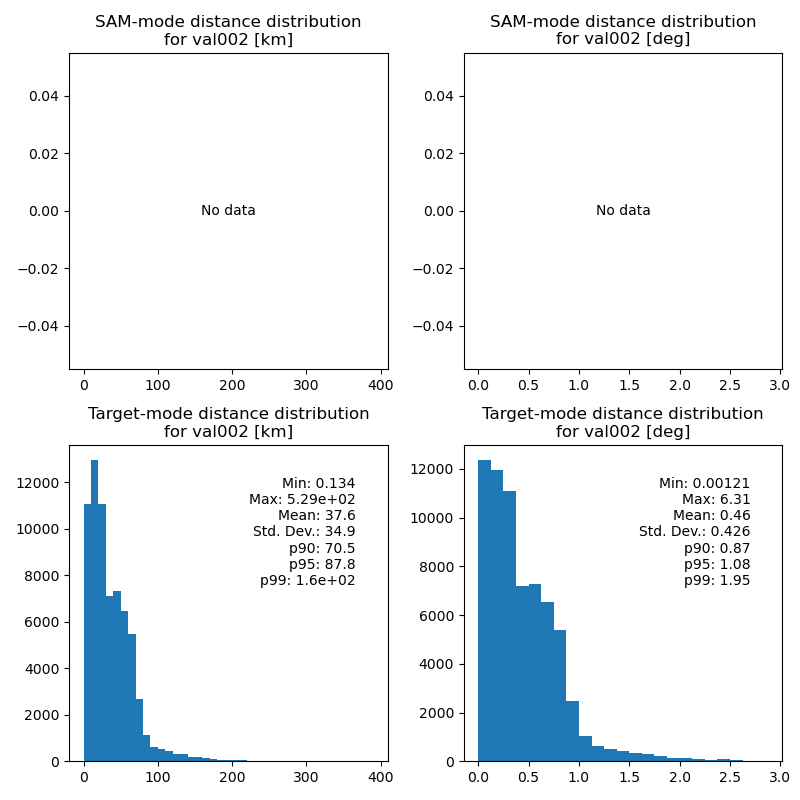 SAM-mode distance distribution
for val002 [km]
0.04
0.02
0.00
−0.02
−0.04
No data
0
100
200
300
400
SAM-mode distance distribution
for val002 [deg]
0.04
0.02
0.00
−0.02
−0.04
No data
0.0
0.5
1.0
1.5
2.0
2.5
3.0
Target-mode distance distribution
for val002 [km]
12000
10000
8000
6000
4000
2000
0
Min: 0.134
Max: 5.29e+02
Mean: 37.6
Std. Dev.: 34.9
p90: 70.5
p95: 87.8
p99: 1.6e+02
0
100
200
300
400
Target-mode distance distribution
for val002 [deg]
12000
10000
8000
6000
4000
2000
0
Min: 0.00121
Max: 6.31
Mean: 0.46
Std. Dev.: 0.426
p90: 0.87
p95: 1.08
p99: 1.95
0.0
0.5
1.0
1.5
2.0
2.5
3.0